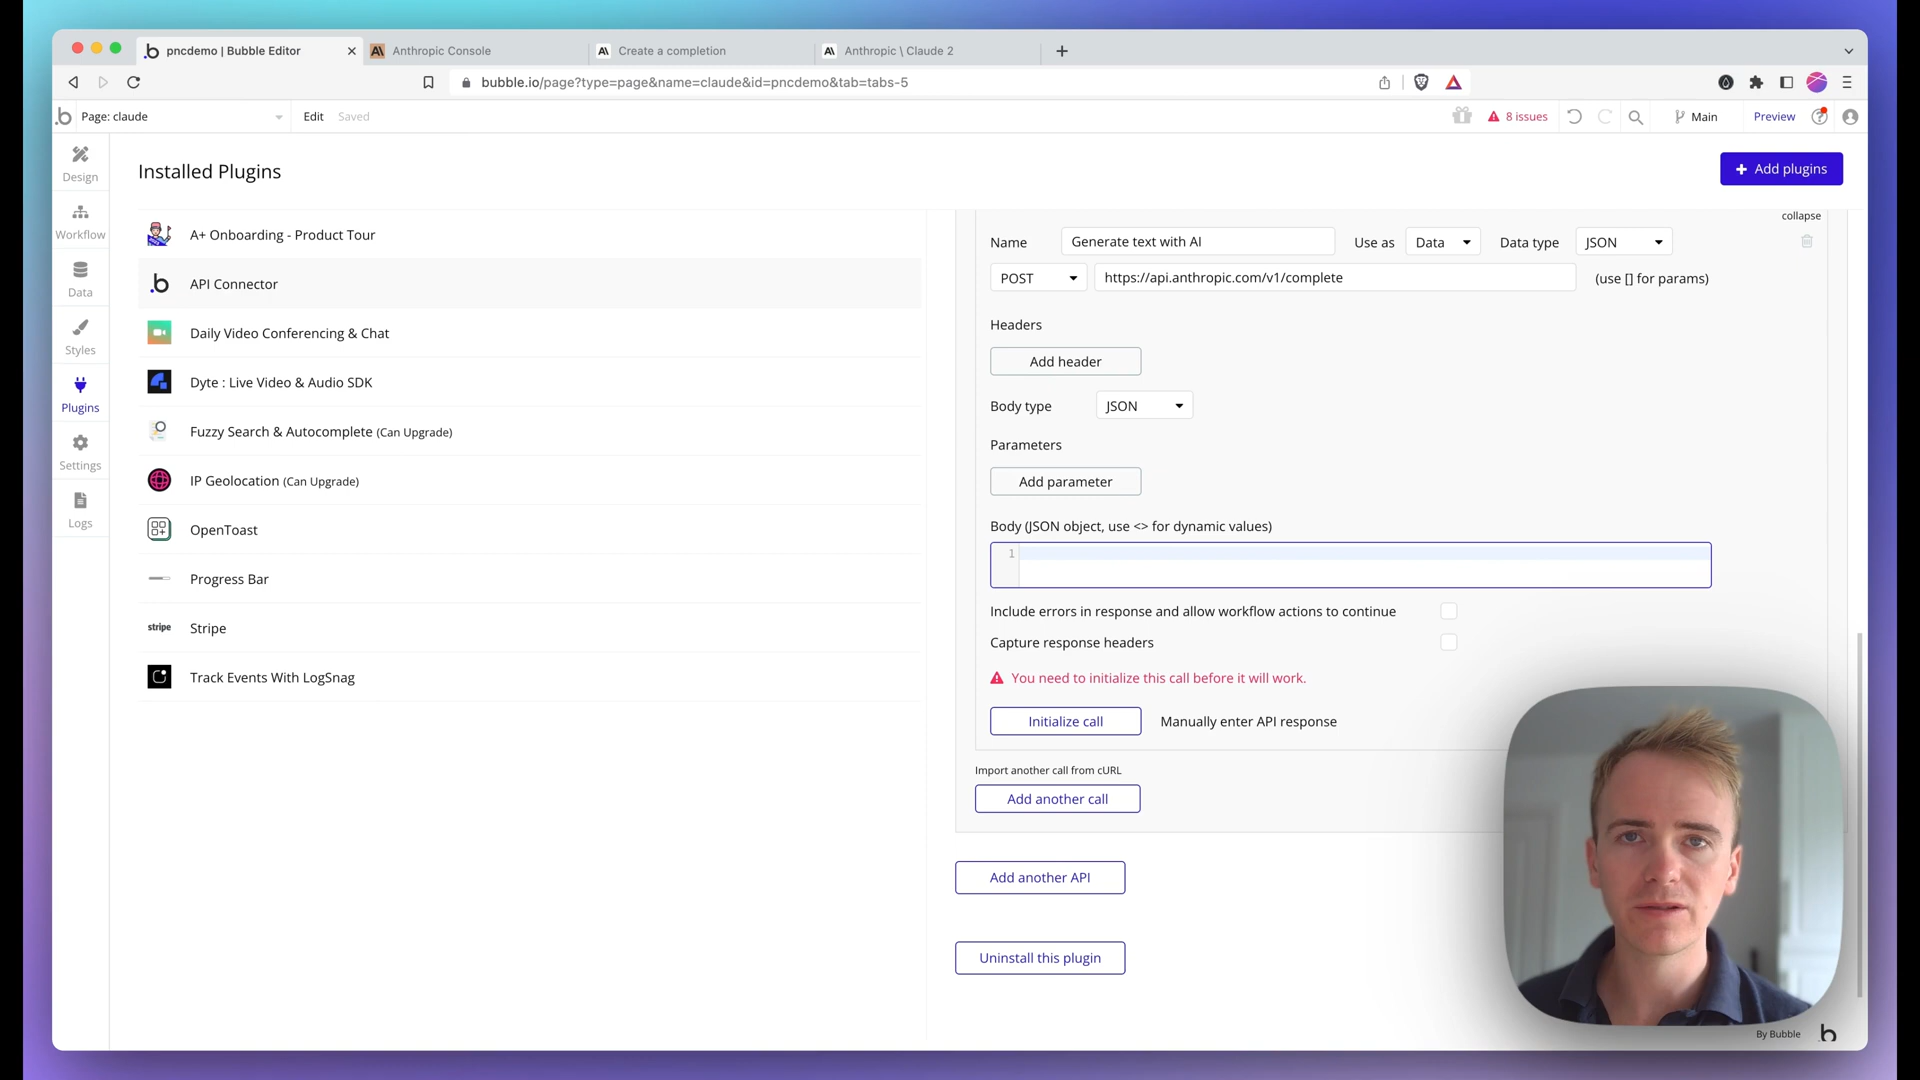 pncdemo | Bubble Editor
Anthropic Console
Create a completion
Anthropic \ Claude 2
bubble.io/page?type=page&name=claude&id=pncdemo&tab=tabs-5
Page: claude
Edit
Saved
8 issues
Main
Preview
Design
Workflow
Data
Styles
Plugins
Settings
Logs
Installed Plugins
+ Add plugins
A+ Onboarding - Product Tour
API Connector
Daily Video Conferencing & Chat
Dyte : Live Video & Audio SDK
Fuzzy Search & Autocomplete (Can Upgrade)
IP Geolocation (Can Upgrade)
OpenToast
Progress Bar
stripe Stripe
Track Events With LogSnag
collapse
Name Generate text with AI Use as Data Data type JSON
POST https://api.anthropic.com/v1/complete (use [] for params)
Headers
Add header
Body type JSON
Parameters
Add parameter
Body (JSON object, use <> for dynamic values)
1
Include errors in response and allow workflow actions to continue
Capture response headers
You need to initialize this call before it will work.
Initialize call Manually enter API response
Import another call from cURL
Add another call
Add another API
Uninstall this plugin
By Bubble